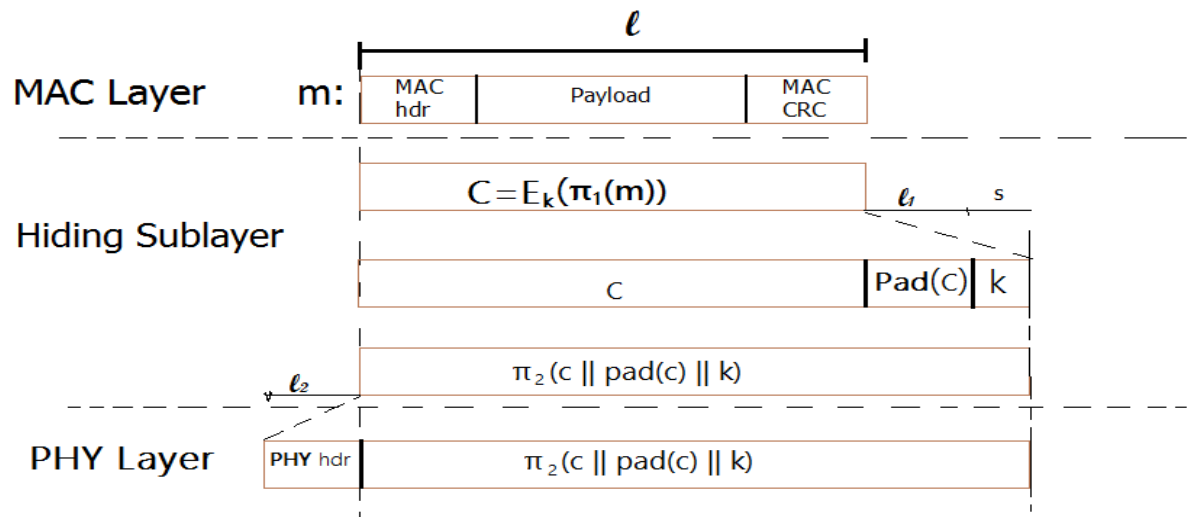 ℓ
MAC Layer m: MAC hdr Payload MAC CRC
C=E_k(π₁(m)) ℓ₁ s
Hiding Sublayer
C Pad(C) k
π₂(c || pad(c) || k)
ℓ₂
PHY Layer PHY hdr π₂(c || pad(c) || k)